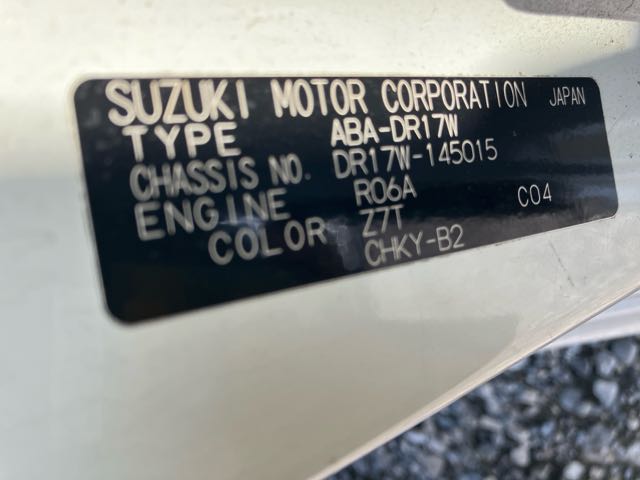 SUZUKI MOTOR CORPORATION JAPAN
TYPE ABA-DR17W
CHASSIS NO. DR17W-145015
ENGINE R06A
COLOR Z7T C04
CHKY-B2